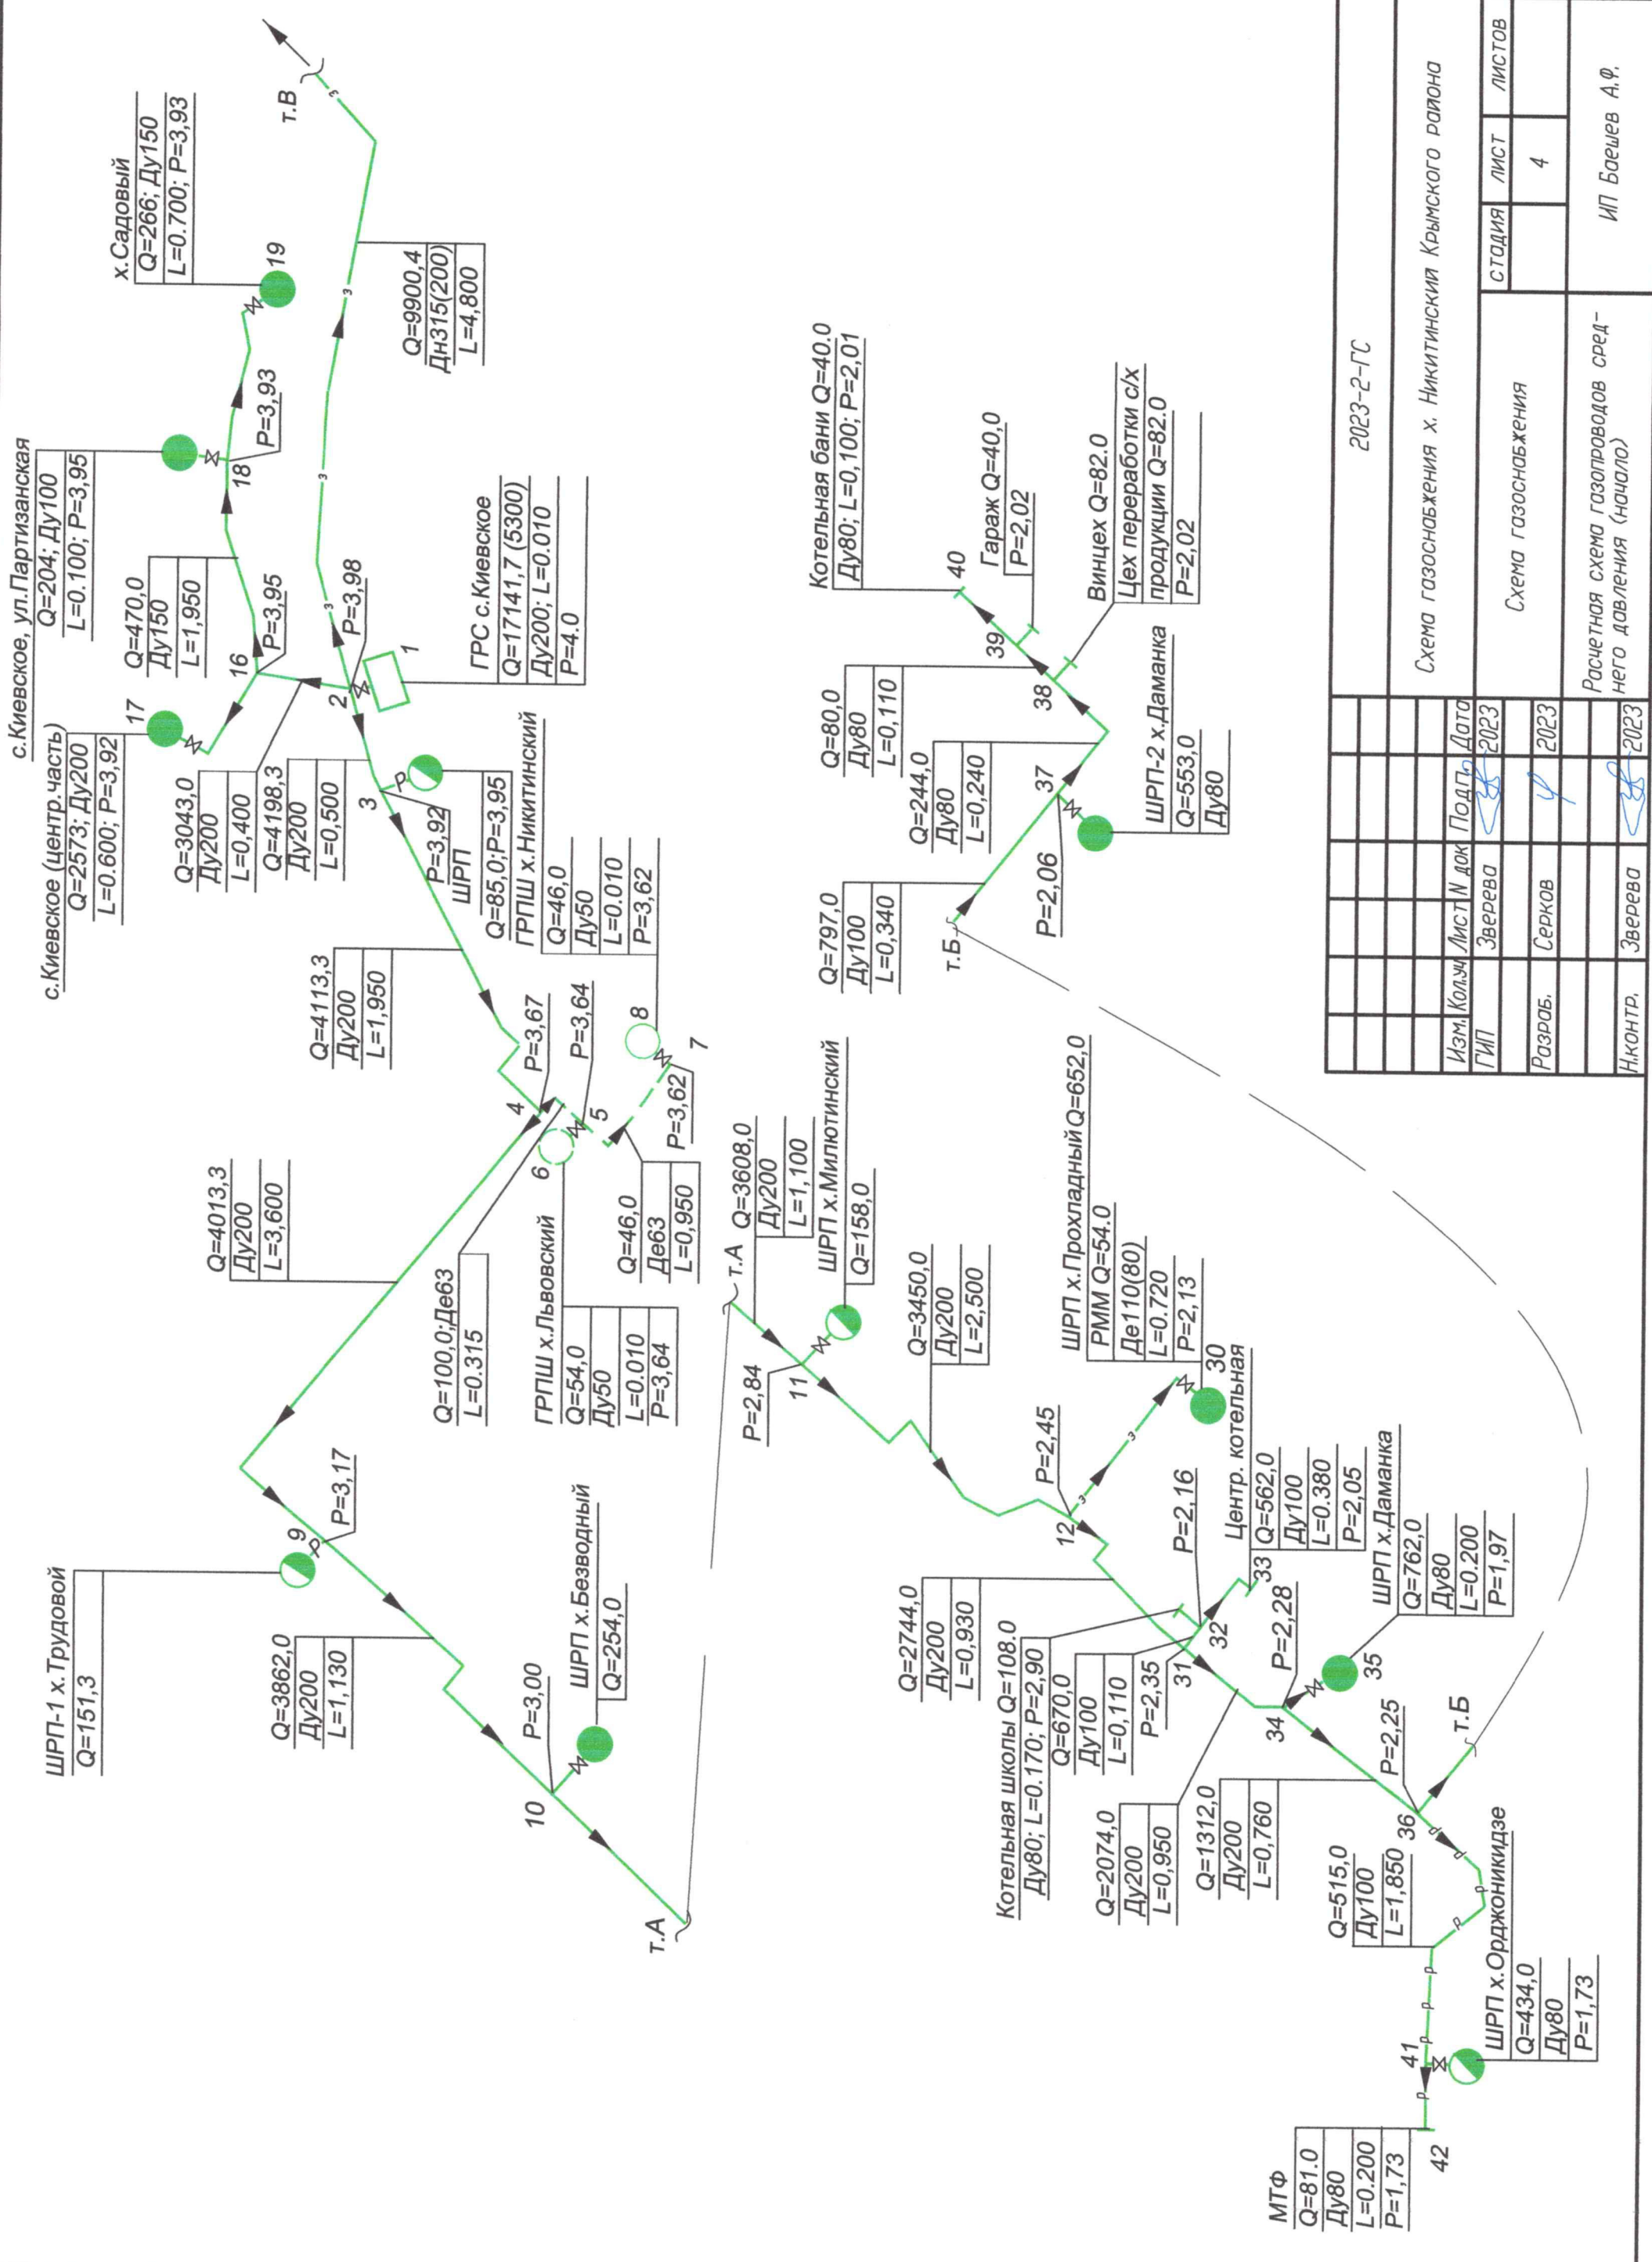 ШРП-1 х.Трудовой
Q=151,3
9
P=3,17
Q=3862,0
Ду200
L=1,130
10
P=3,00
ШРП х.Безводный
Q=254,0
т.А
Q=4013,3
Ду200
L=3,600
Q=100,0;Де63
L=0.315
ГРПШ х.Львовский
Q=54,0
Ду50
L=0.010
P=3,64
Q=46,0
Де63
L=0,950
4
P=3,67
5
P=3,64
6
7
P=3,62
8
ГРПШ х.Никитинский
Q=46,0
Ду50
L=0.010
P=3,62
Q=4113,3
Ду200
L=1,950
3
P=3,92
ШРП
Q=85,0;P=3,95
Q=4198,3
Ду200
L=0,500
Q=3043,0
Ду200
L=0,400
с.Киевское (центр.часть)
Q=2573; Ду200
L=0.600; P=3,92
17
16
P=3,95
2
P=3,98
1
ГРС с.Киевское
Q=17141,7 (5300)
Ду200; L=0.010
P=4.0
с.Киевское, ул.Партизанская
Q=204; Ду100
L=0.100; P=3,95
Q=470,0
Ду150
L=1,950
18
P=3,93
х.Садовый
Q=266; Ду150
L=0.700; P=3,93
19
З
З
З
З
Q=9900,4
Дн315(200)
L=4,800
т.В
т.А
Q=3608,0
Ду200
L=1,100
P=2,84
11
ШРП х.Милютинский
Q=158,0
Q=3450,0
Ду200
L=2,500
12
P=2,45
З
З
ШРП х.Прохладный Q=652,0
РММ Q=54.0
Де110(80)
L=0.720
P=2,13
30
Q=2744,0
Ду200
L=0,930
Котельная школы Q=108.0
Ду80; L=0.170; P=2,90
Q=670,0
Ду100
L=0,110
P=2,35
31
32
P=2,16
33
Центр. котельная
Q=562,0
Ду100
L=0.380
P=2,05
Q=2074,0
Ду200
L=0,950
34
P=2,28
35
ШРП х.Даманка
Q=762,0
Ду80
L=0.200
P=1,97
Q=1312,0
Ду200
L=0,760
36
P=2,25
т.Б
Q=515,0
Ду100
L=1,850
р
р
р
р
р
р
р
р
41
ШРП х.Орджоникидзе
Q=434,0
Ду80
P=1,73
42
МТФ
Q=81.0
Ду80
L=0.200
P=1,73
т.Б
Q=797,0
Ду100
L=0,340
P=2,06
37
ШРП-2 х.Даманка
Q=553,0
Ду80
Q=244,0
Ду80
L=0,240
38
Винцех Q=82.0
Цех переработки с/х
продукции Q=82.0
P=2,02
Q=80,0
Ду80
L=0,110
39
Гараж Q=40,0
P=2,02
40
Котельная бани Q=40.0
Ду80; L=0,100; P=2,01
2023-2-ГС
Схема газоснабжения х. Никитинский Крымского района
Изм. Кол.уч Лист N док Подп. Дата
ГИП Зверева 2023
Разраб. Серков 2023
Н.контр. Зверева 2023
Схема газоснабжения
стадия лист листов
4
Расчетная схема газопроводов сред-
него давления (начало)
ИП Баешев А.Ф.